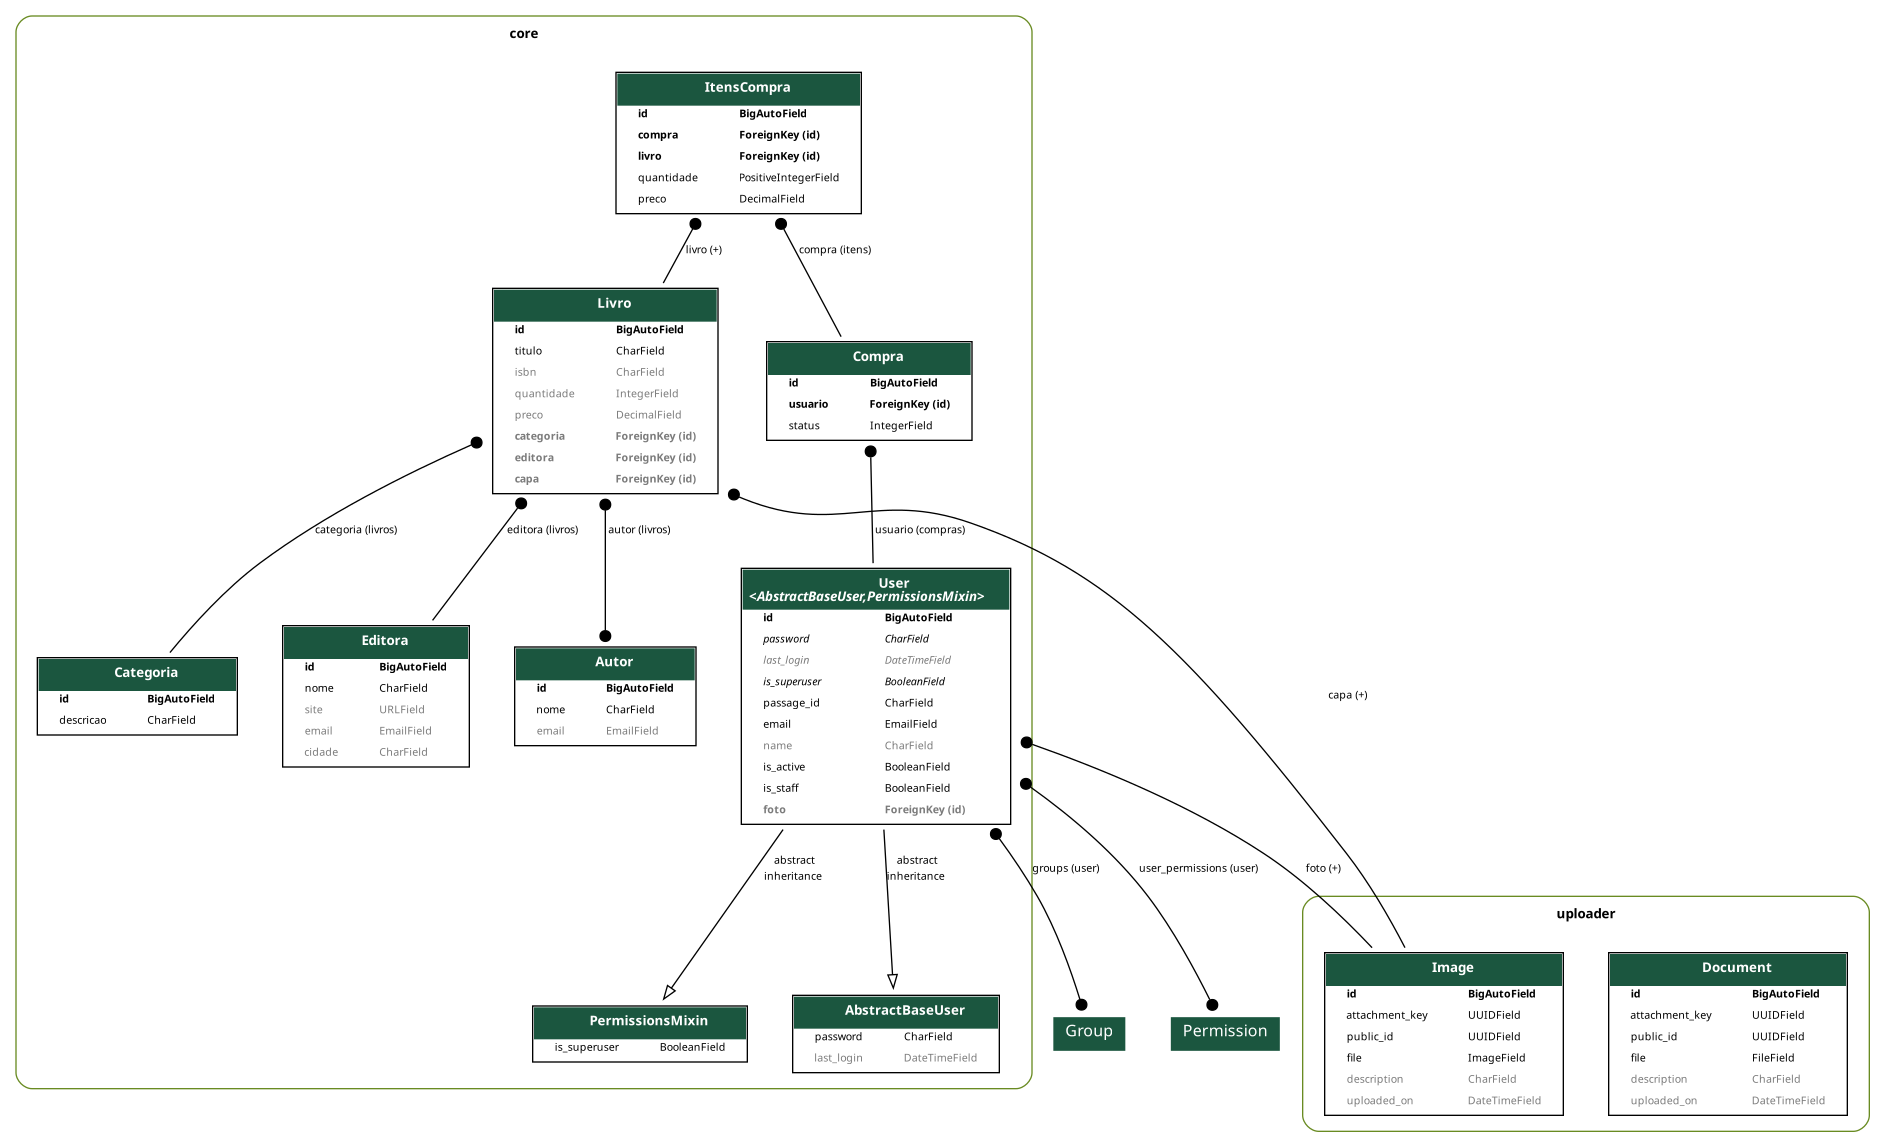 core
ItensCompra
id BigAutoField
compra ForeignKey (id)
livro ForeignKey (id)
quantidade PositiveIntegerField
preco DecimalField
livro (+)
compra (itens)
Livro
id BigAutoField
titulo CharField
isbn CharField
quantidade IntegerField
preco DecimalField
categoria ForeignKey (id)
editora ForeignKey (id)
capa ForeignKey (id)
Compra
id BigAutoField
usuario ForeignKey (id)
status IntegerField
categoria (livros)
editora (livros)
autor (livros)
usuario (compras)
capa (+)
Categoria
id BigAutoField
descricao CharField
Editora
id BigAutoField
nome CharField
site URLField
email EmailField
cidade CharField
Autor
id BigAutoField
nome CharField
email EmailField
User
<AbstractBaseUser,PermissionsMixin>
id BigAutoField
password CharField
last_login DateTimeField
is_superuser BooleanField
passage_id CharField
email EmailField
name CharField
is_active BooleanField
is_staff BooleanField
foto ForeignKey (id)
abstract
inheritance
abstract
inheritance
groups (user)
user_permissions (user)
foto (+)
PermissionsMixin
is_superuser BooleanField
AbstractBaseUser
password CharField
last_login DateTimeField
Group
Permission
uploader
Image
id BigAutoField
attachment_key UUIDField
public_id UUIDField
file ImageField
description CharField
uploaded_on DateTimeField
Document
id BigAutoField
attachment_key UUIDField
public_id UUIDField
file FileField
description CharField
uploaded_on DateTimeField